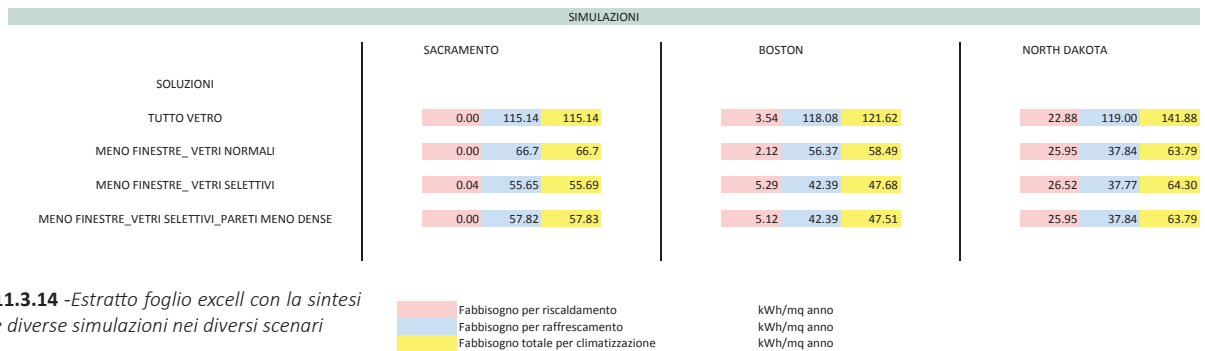 SIMULAZIONI
SACRAMENTO BOSTON NORTH DAKOTA
SOLUZIONI
TUTTO VETRO 0.00 115.14 115.14 3.54 118.08 121.62 22.88 119.00 141.88
MENO FINESTRE_ VETRI NORMALI 0.00 66.7 66.7 2.12 56.37 58.49 25.95 37.84 63.79
MENO FINESTRE_ VETRI SELETTIVI 0.04 55.65 55.69 5.29 42.39 47.68 26.52 37.77 64.30
MENO FINESTRE_VETRI SELETTIVI_PARETI MENO DENSE 0.00 57.82 57.83 5.12 42.39 47.51 25.95 37.84 63.79
11.3.14 -Estratto foglio excell con la sintesi
e diverse simulazioni nei diversi scenari
Fabbisogno per riscaldamento kWh/mq anno
Fabbisogno per raffrescamento kWh/mq anno
Fabbisogno totale per climatizzazione kWh/mq anno